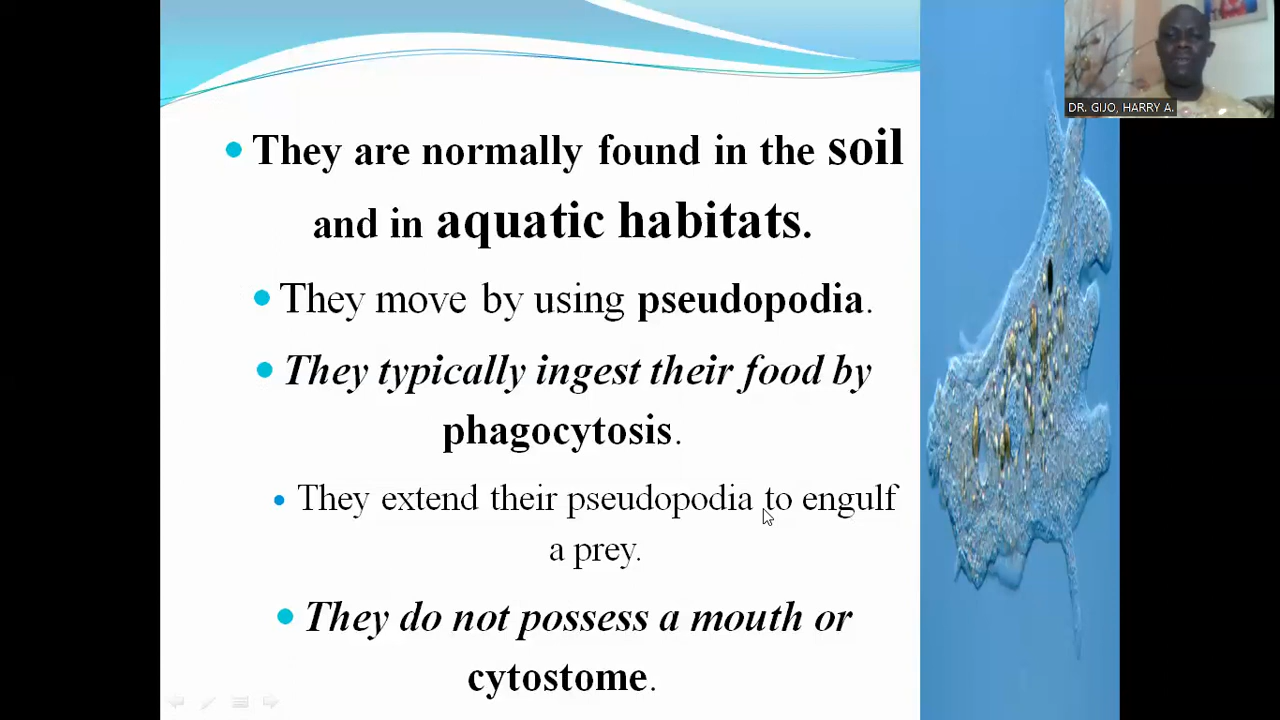 They are normally found in the soil
and in aquatic habitats.
They move by using pseudopodia.
They typically ingest their food by
phagocytosis.
They extend their pseudopodia to engulf
a prey.
They do not possess a mouth or
cytostome.
DR. GIJO, HARRY A.